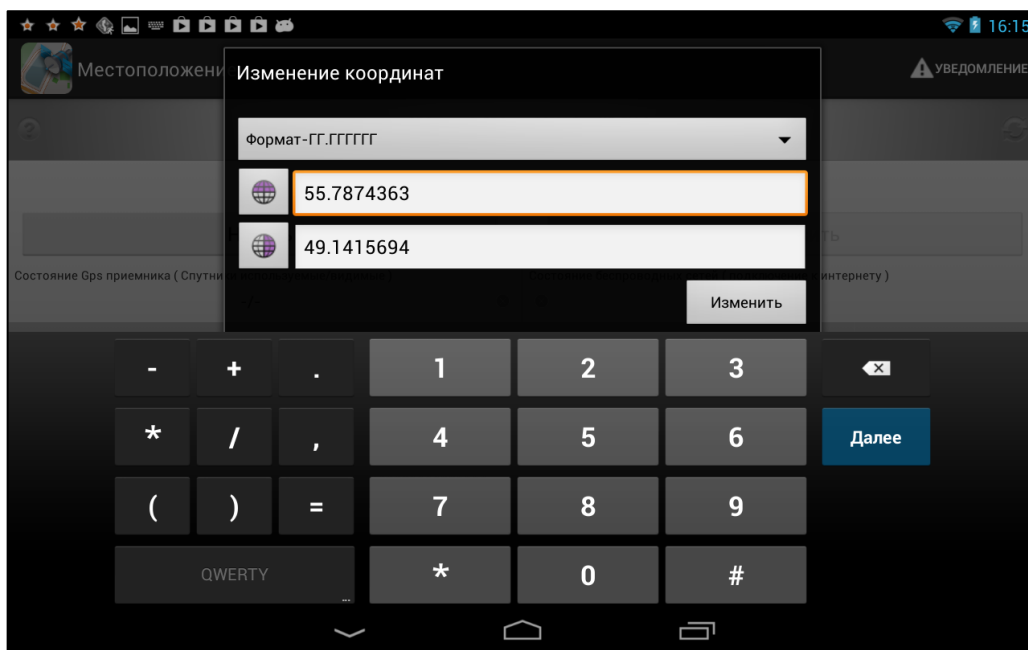 16:15
Местоположени
Изменение координат
УВЕДОМЛЕНИЕ
Формат-ГГ.ГГГГГГ
55.7874363
49.1415694
ть
Состояние Gps приемника ( Спутни
интернету )
-/-
Изменить
- + . 1 2 3
* / , 4 5 6 Далее
( ) = 7 8 9
QWERTY ... * 0 #